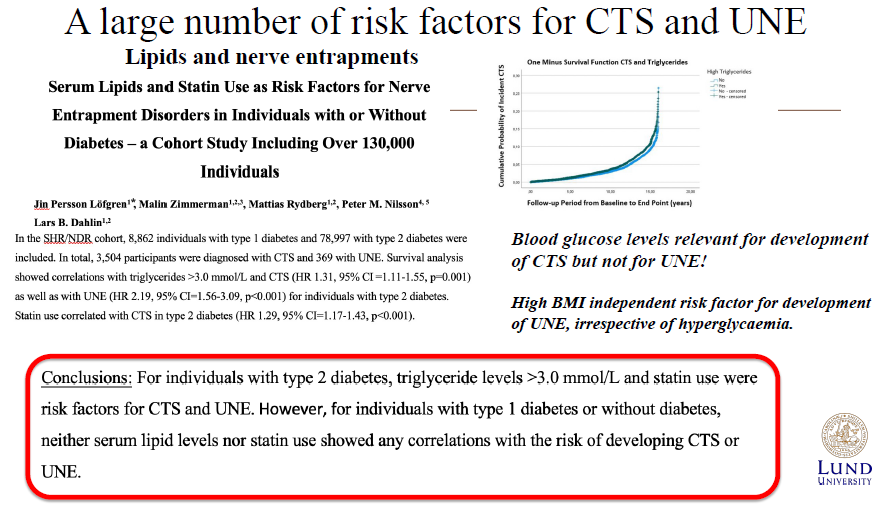 A large number of risk factors for CTS and UNE
Lipids and nerve entrapments
Serum Lipids and Statin Use as Risk Factors for Nerve
Entrapment Disorders in Individuals with or Without
Diabetes – a Cohort Study Including Over 130,000
Individuals
Jin Persson Löfgren1*, Malin Zimmerman1,2,3, Mattias Rydberg1,2, Peter M. Nilsson4, 5
Lars B. Dahlin1,2
In the SHR/NDR cohort, 8,862 individuals with type 1 diabetes and 78,997 with type 2 diabetes were
included. In total, 3,504 participants were diagnosed with CTS and 369 with UNE. Survival analysis
showed correlations with triglycerides >3.0 mmol/L and CTS (HR 1.31, 95% CI =1.11-1.55, p=0.001)
as well as with UNE (HR 2.19, 95% CI=1.56-3.09, p<0.001) for individuals with type 2 diabetes.
Statin use correlated with CTS in type 2 diabetes (HR 1.29, 95% CI=1.17-1.43, p<0.001).
One Minus Survival Function CTS and Triglycerides
Cumulative Probability of Incident CTS
0,20
0,15
0,10
0,05
0,00
,00 5,00 10,00 15,00 20,00
Follow-up Period from Baseline to End Point (years)
High Triglycerides
No
Yes
No - censored
Yes - censored
Blood glucose levels relevant for development
of CTS but not for UNE!
High BMI independent risk factor for development
of UNE, irrespective of hyperglycaemia.
Conclusions: For individuals with type 2 diabetes, triglyceride levels >3.0 mmol/L and statin use were
risk factors for CTS and UNE. However, for individuals with type 1 diabetes or without diabetes,
neither serum lipid levels nor statin use showed any correlations with the risk of developing CTS or
UNE.
LUND
UNIVERSITY